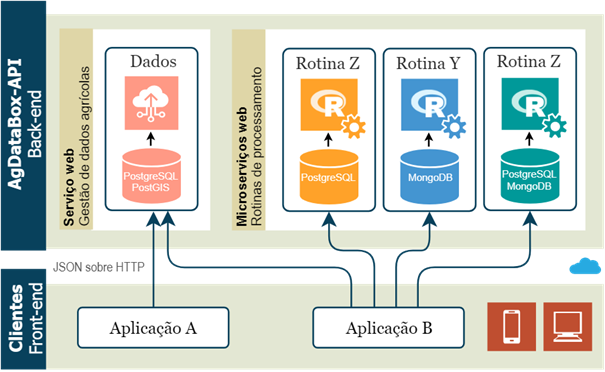 AgDataBox-API
Back-end
Serviço web
Gestão de dados agrícolas
Dados
PostgreSQL
PostGIS
Microserviços web
Rotinas de processamento
Rotina Z
R
PostgreSQL
Rotina Y
R
MongoDB
Rotina Z
R
PostgreSQL
MongoDB
JSON sobre HTTP
Clientes
Front-end
Aplicação A
Aplicação B